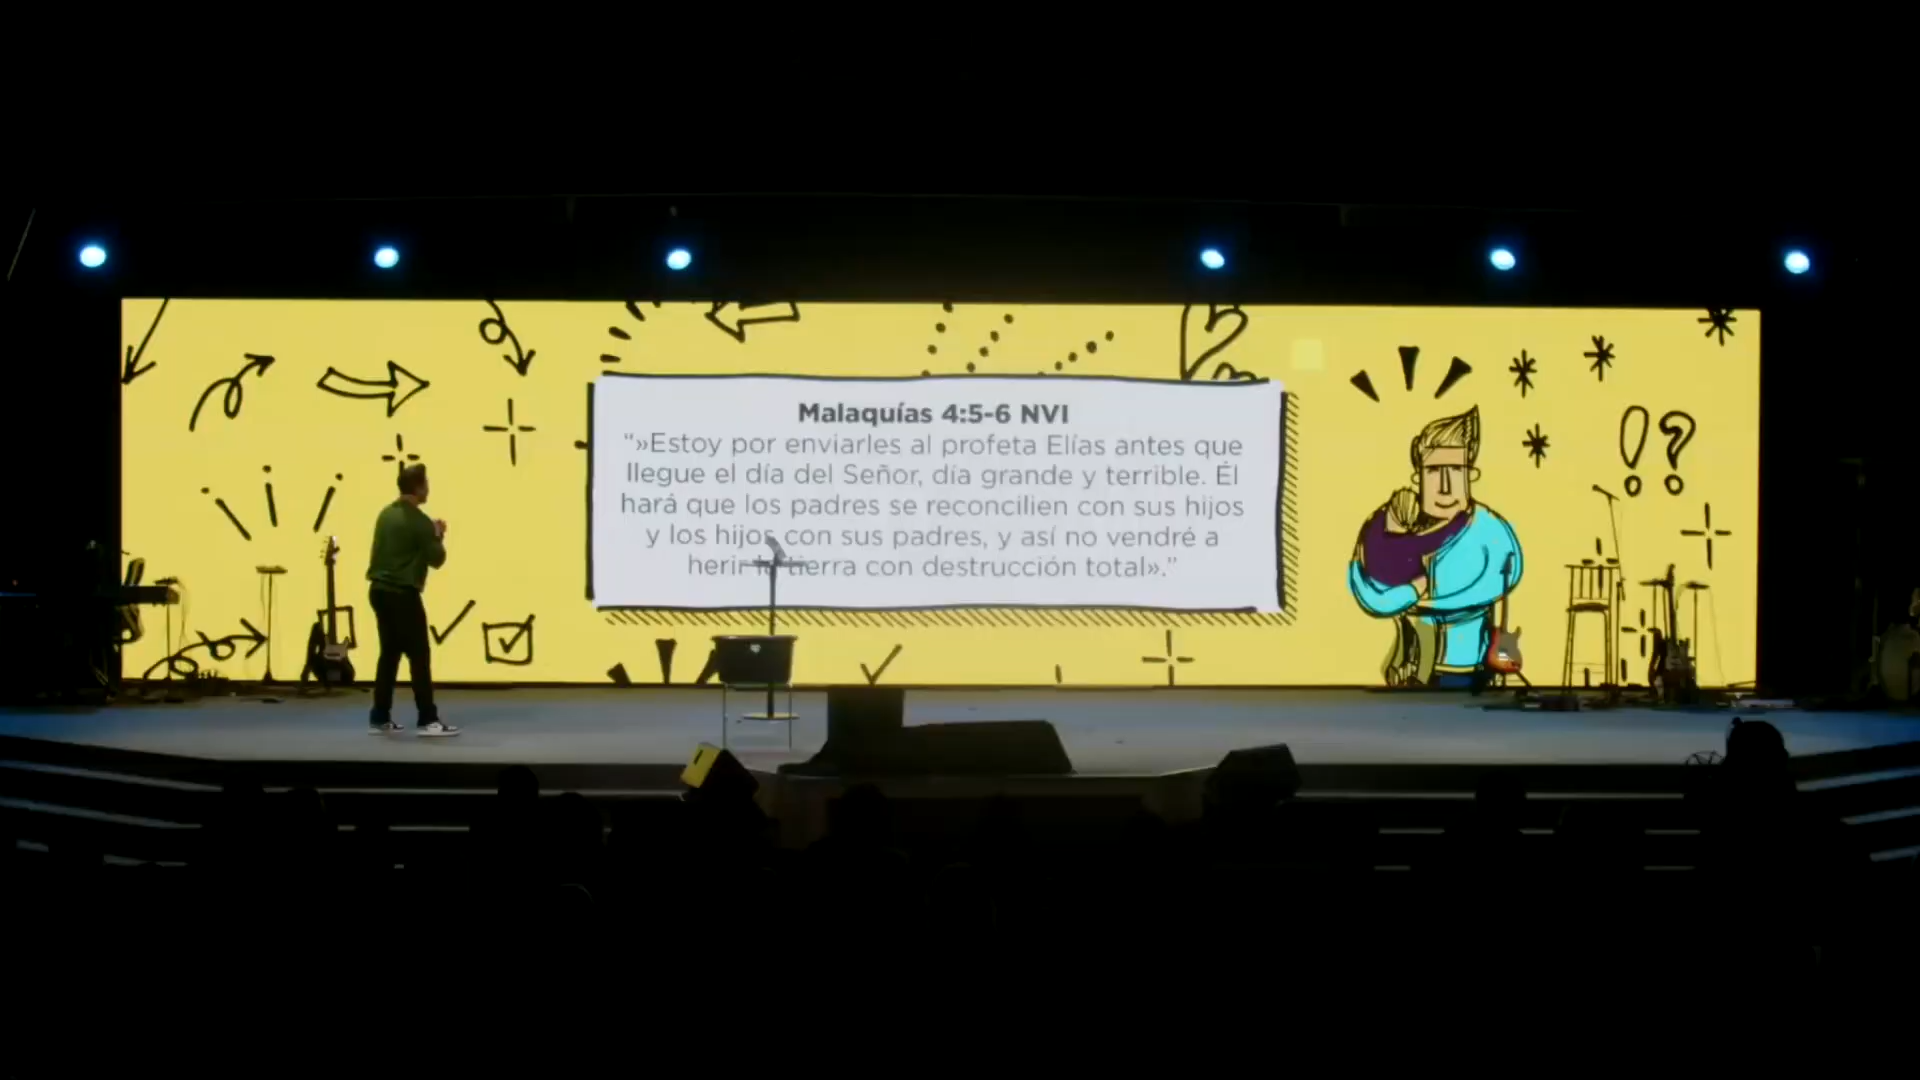 Malaquías 4:5-6 NVI
“»Estoy por enviarles al profeta Elías antes que
llegue el día del Señor, día grande y terrible. Él
hará que los padres se reconcilien con sus hijos
y los hijos con sus padres, y así no vendré a
herir la tierra con destrucción total».”